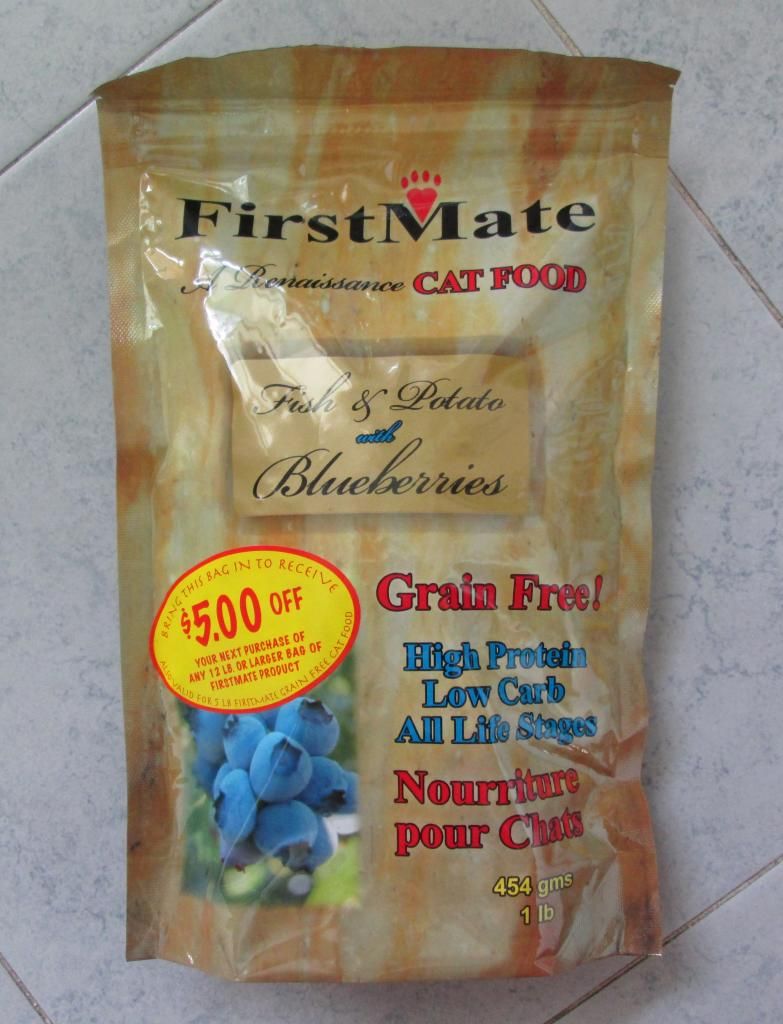 FirstMate
A Renaissance CAT FOOD
Fish & Potato
with
Blueberries
BRING THIS BAG IN TO RECEIVE
$5.00 OFF
YOUR NEXT PURCHASE OF
ANY 12 LB. OR LARGER BAG OF
FIRSTMATE PRODUCT
ALSO VALID FOR 5 LB FIRSTMATE GRAIN FREE CAT FOOD
Grain Free!
High Protein
Low Carb
All Life Stages
Nourriture
pour Chats
454 gms
1 lb